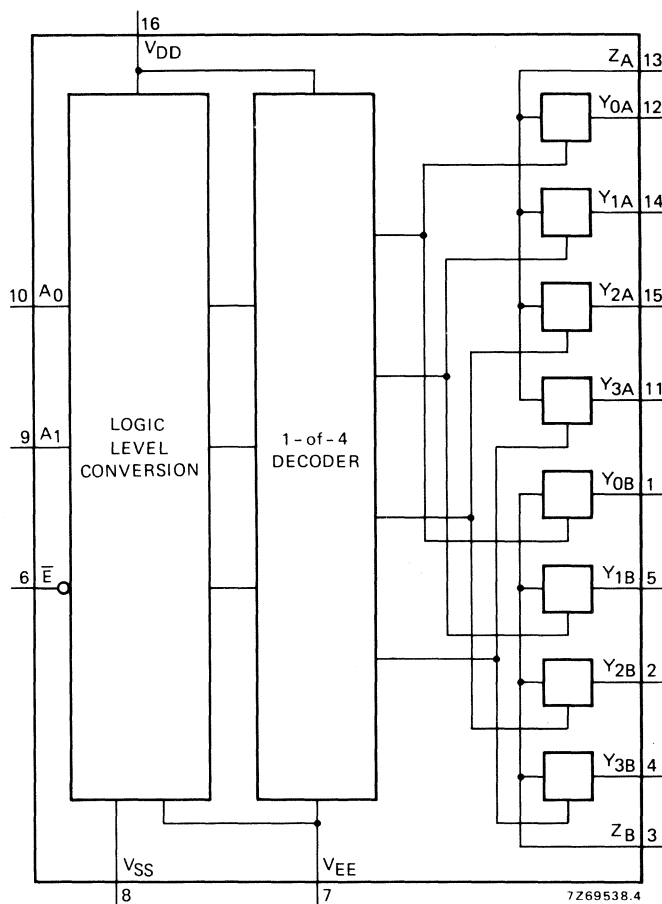 16
VDD
ZA 13
Y0A 12
Y1A 14
10 A0
Y2A 15
Y3A 11
9 A1
LOGIC
LEVEL
CONVERSION
1-of-4
DECODER
Y0B 1
6 E̅
Y1B 5
Y2B 2
Y3B 4
ZB 3
VSS
VEE
8
7
7Z69538.4